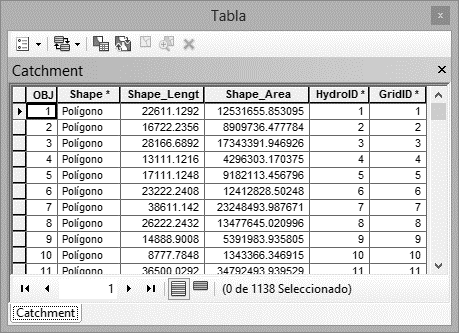 Tabla
x
Catchment ×
OBJ Shape * Shape_Lengt Shape_Area HydroID * GridID *
1 Polígono 22611.1292 12531655.853095 1 1
2 Polígono 16722.2356 8909736.477784 2 2
3 Polígono 28166.6892 17343391.946926 3 3
4 Polígono 13111.1216 4296303.170375 4 4
5 Polígono 17111.1248 9182113.456796 5 5
6 Polígono 23222.2408 12412828.50248 6 6
7 Polígono 38611.142 23248493.987671 7 7
8 Polígono 26222.2432 13477645.020996 8 8
9 Polígono 14888.9008 5391983.935805 9 9
10 Polígono 8777.7848 1343366.346915 10 10
11 Polígono 36500.0292 34792493.939529 11 11
1 (0 de 1138 Seleccionado)
Catchment